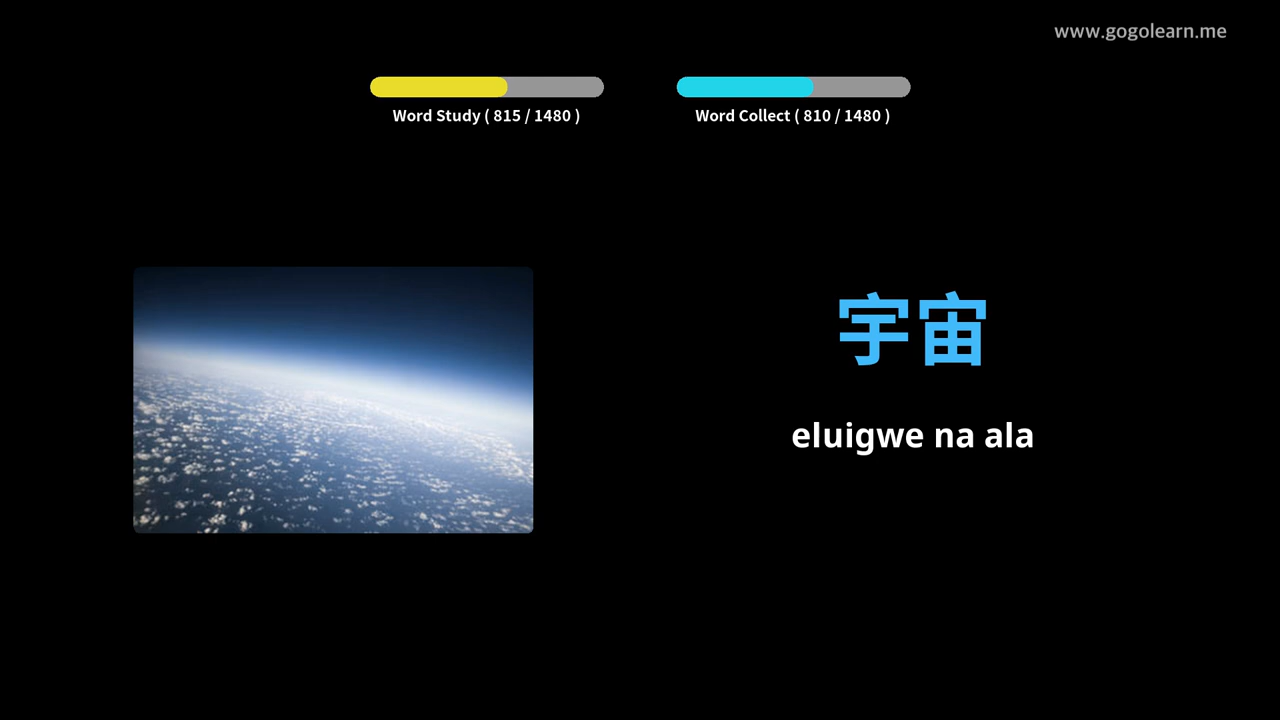 www.gogolearn.me
Word Study ( 815 / 1480 )
Word Collect ( 810 / 1480 )
宇宙
eluigwe na ala